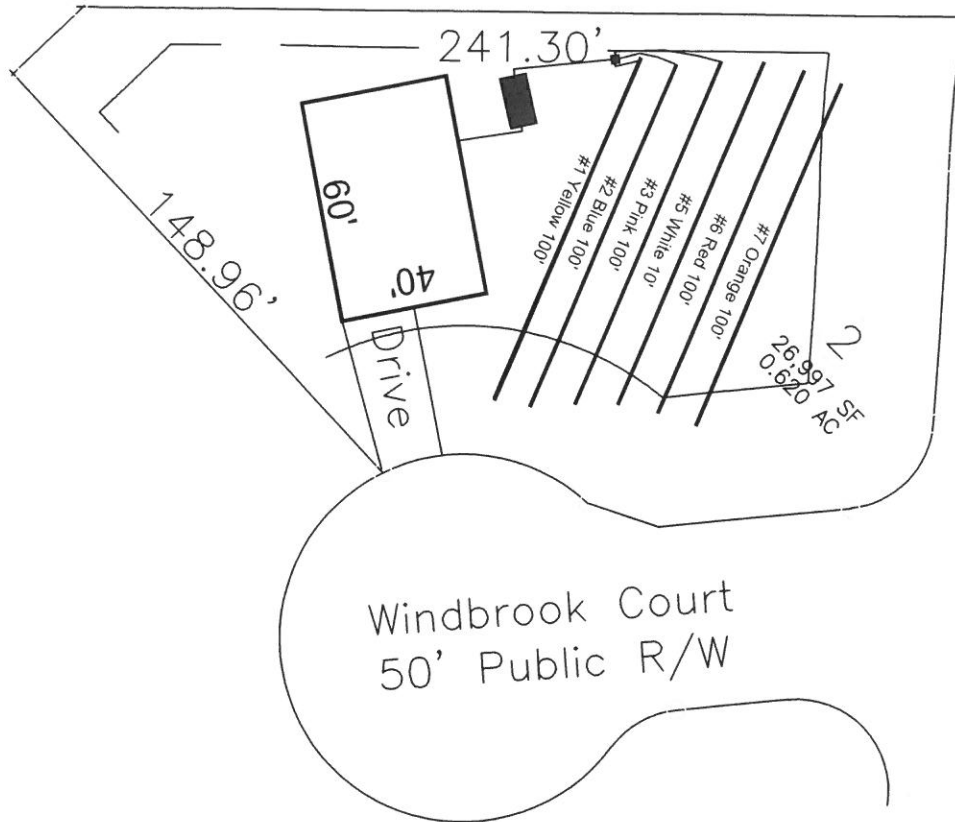 241.30'
148.96'
60'
40'
Drive
#1 Yellow 100'
#2 Blue 100'
#3 Pink 100'
#5 White 10'
#6 Red 100'
#7 Orange 100'
2
26,997 SF
0.620 AC
Windbrook Court
50' Public R/W